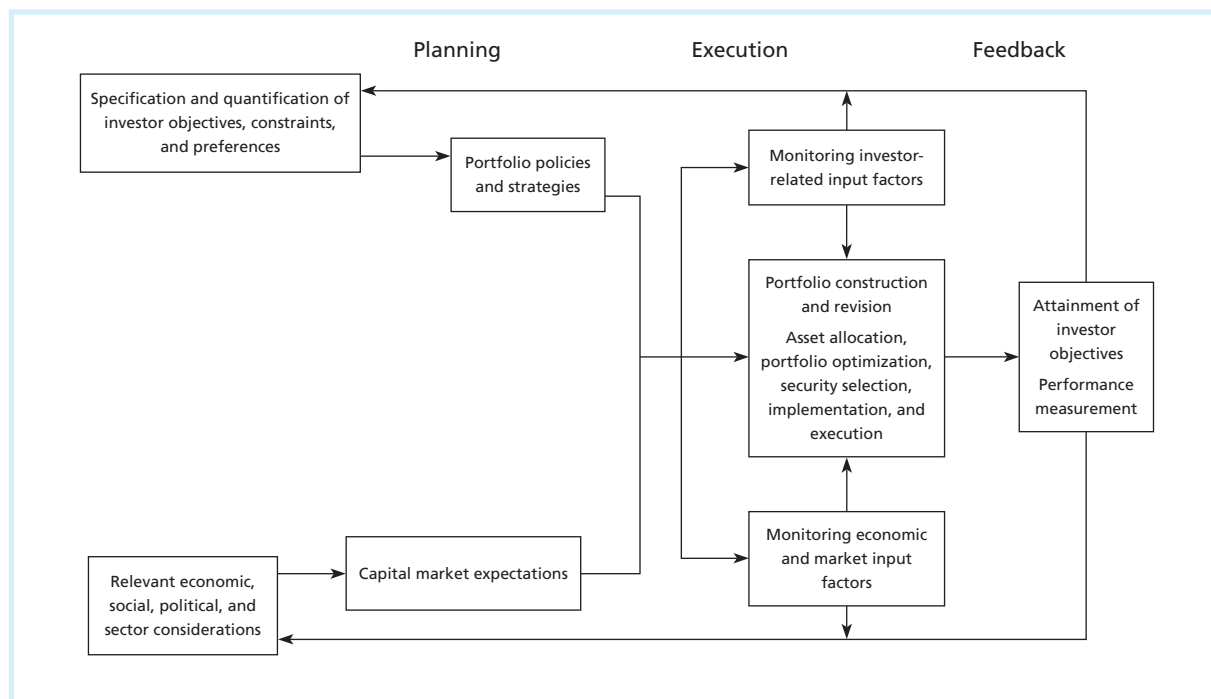 Planning
Execution
Feedback
Specification and quantification of
investor objectives, constraints,
and preferences
Portfolio policies
and strategies
Monitoring investor-
related input factors
Portfolio construction
and revision
Asset allocation,
portfolio optimization,
security selection,
implementation, and
execution
Attainment of
investor
objectives
Performance
measurement
Relevant economic,
social, political, and
sector considerations
Capital market expectations
Monitoring economic
and market input
factors